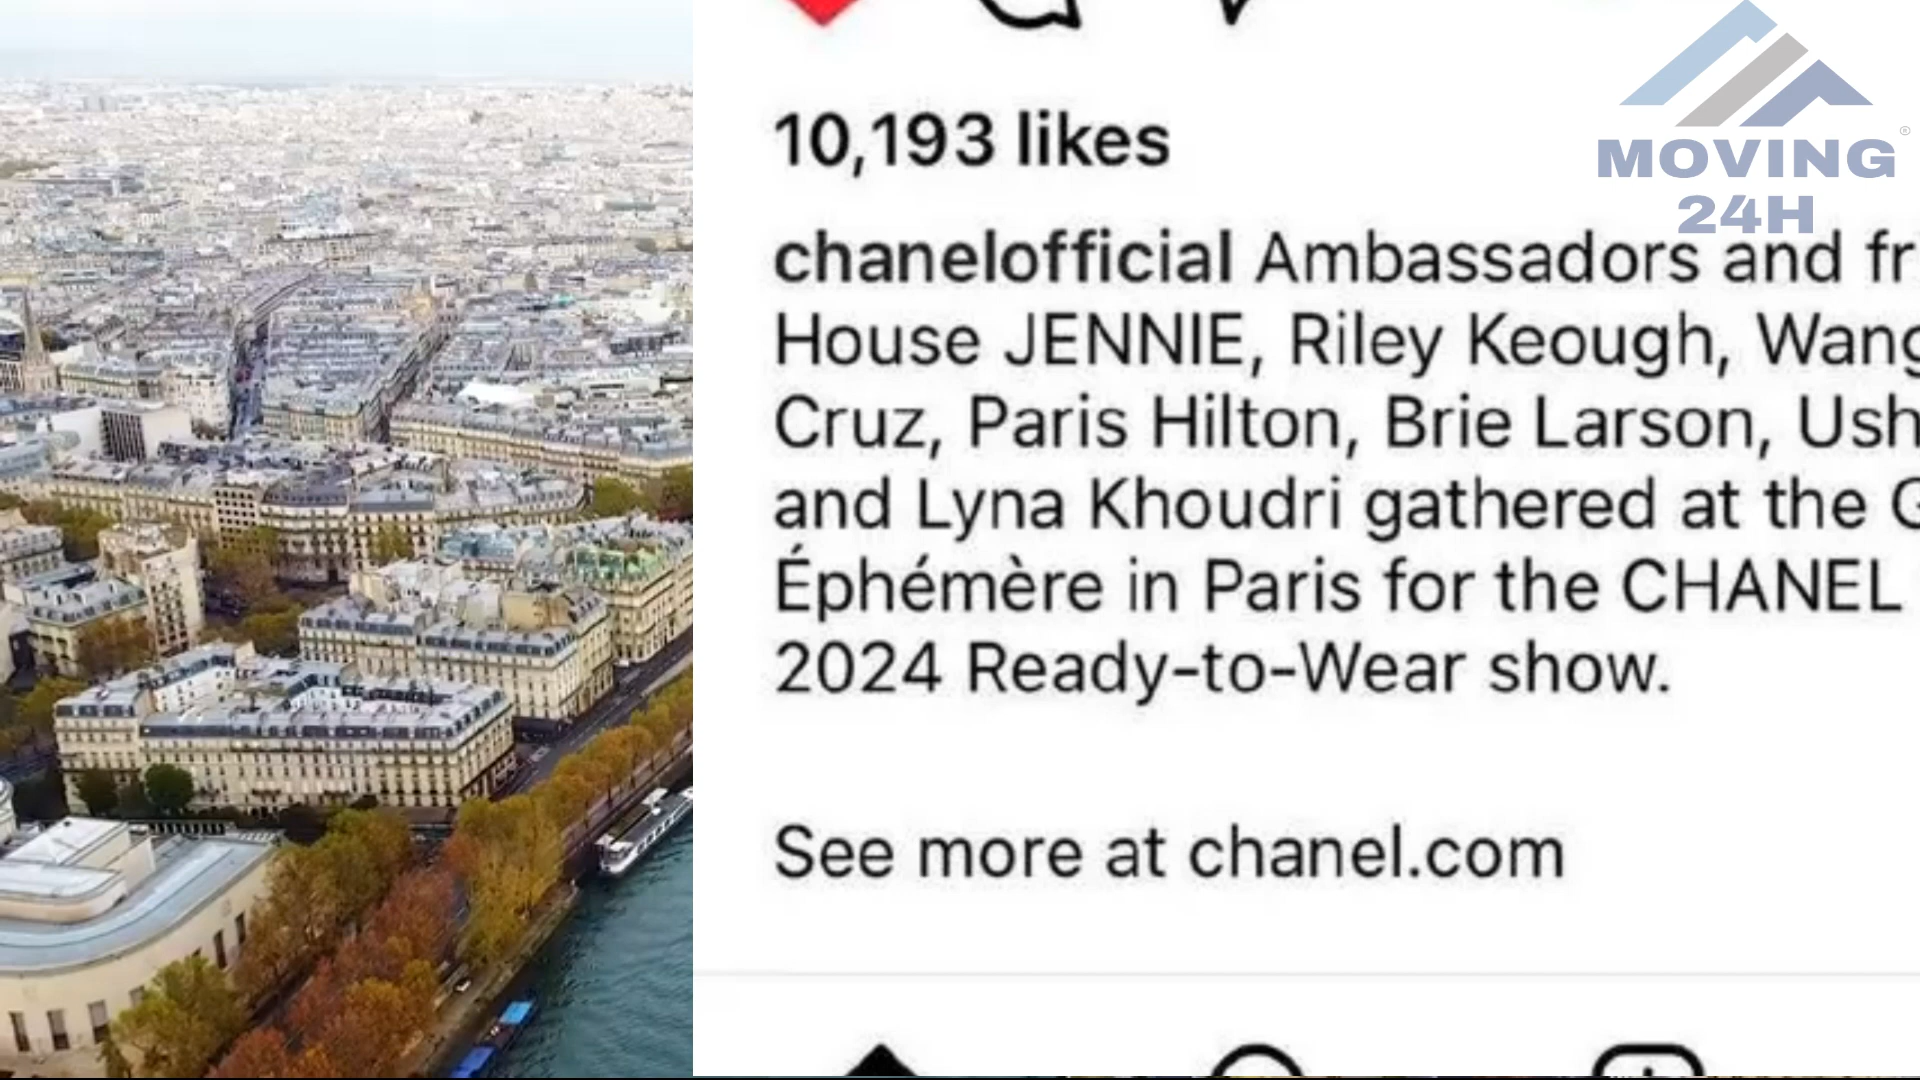 10,193 likes
chanelofficial Ambassadors and fr
House JENNIE, Riley Keough, Wang
Cruz, Paris Hilton, Brie Larson, Ush
and Lyna Khoudri gathered at the G
Éphémère in Paris for the CHANEL
2024 Ready-to-Wear show.
See more at chanel.com
MOVING
24H